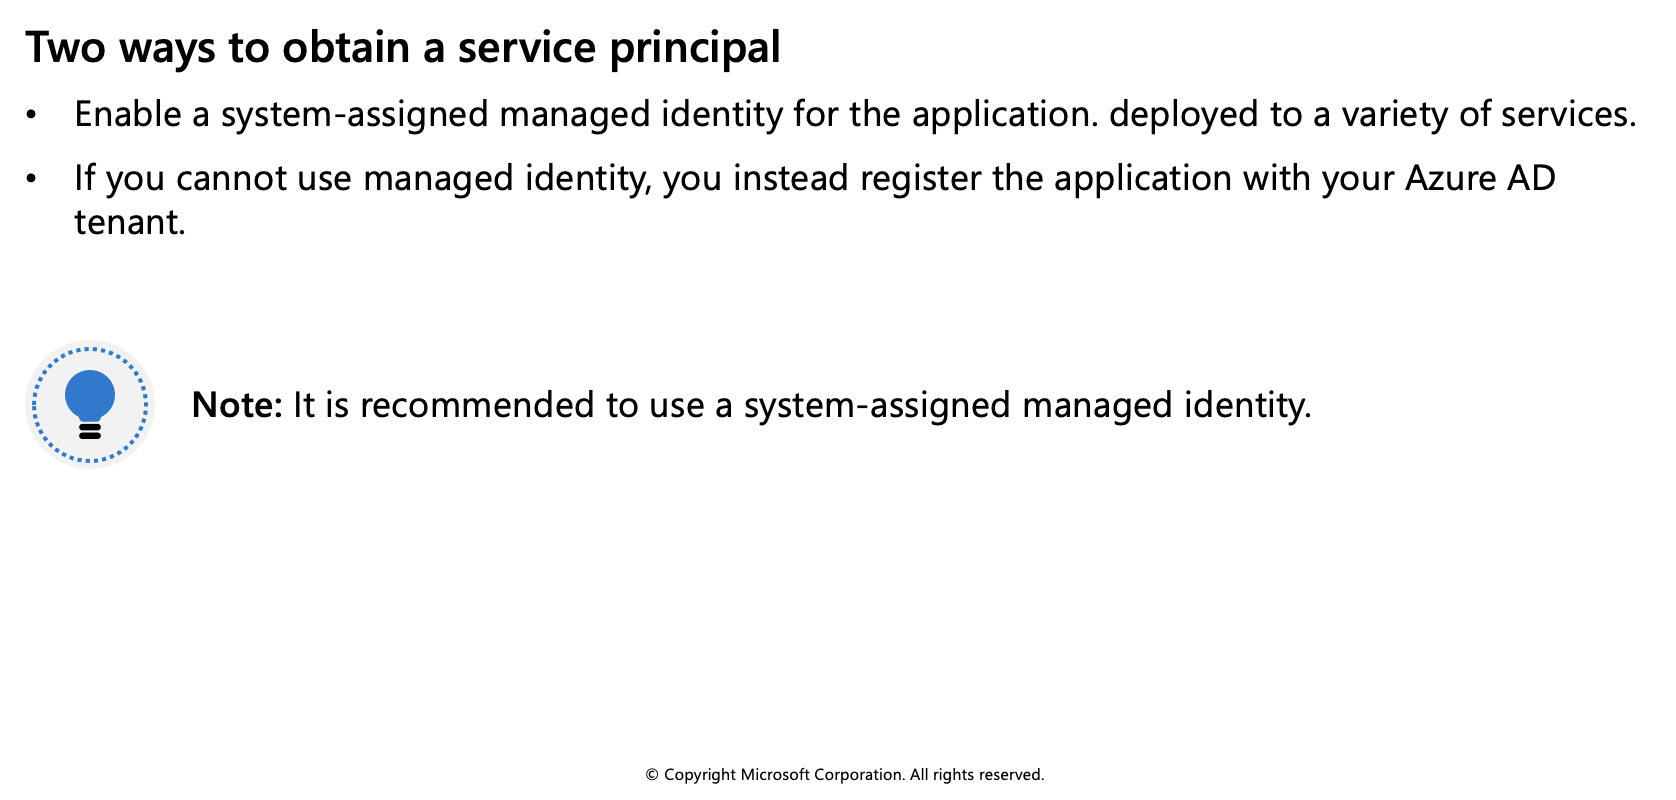 Two ways to obtain a service principal
• Enable a system-assigned managed identity for the application. deployed to a variety of services.
• If you cannot use managed identity, you instead register the application with your Azure AD
tenant.
Note: It is recommended to use a system-assigned managed identity.
© Copyright Microsoft Corporation. All rights reserved.